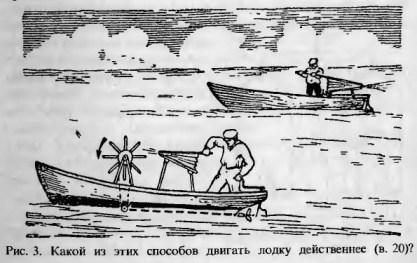 Рис. 3. Какой из этих способов двигать лодку действеннее (в. 20)?